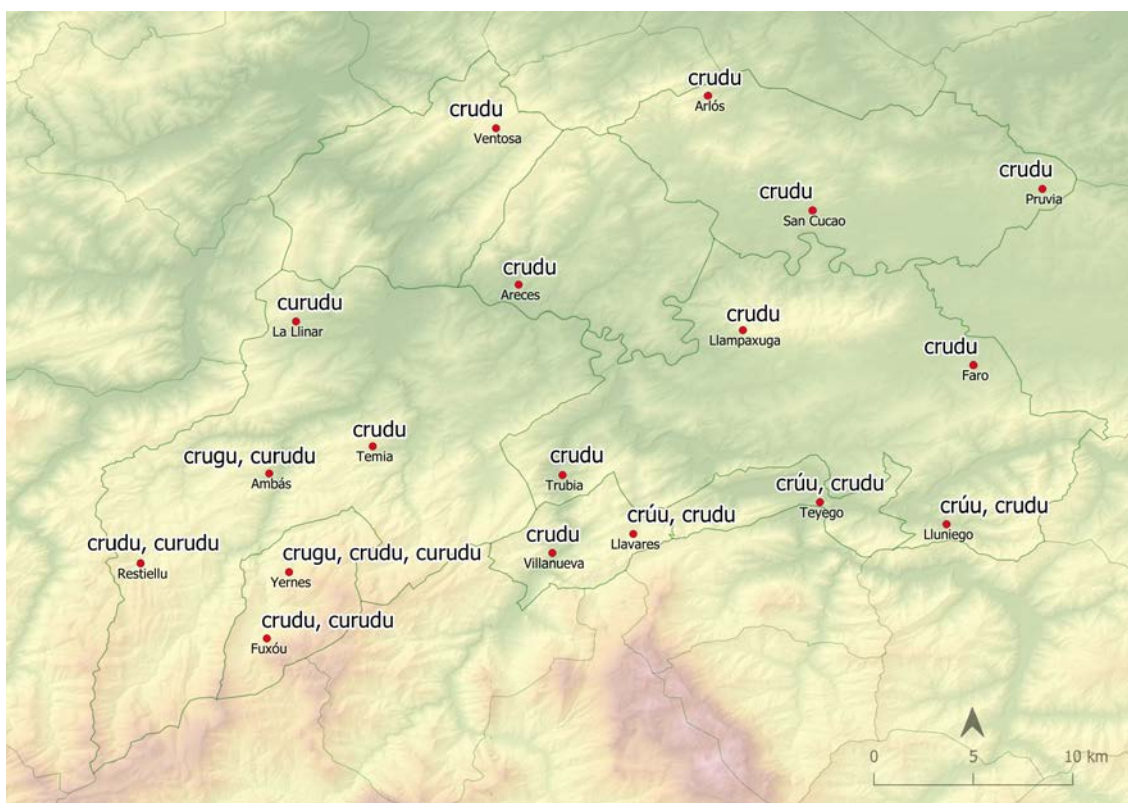 crudu
Arlós
crudu
Ventosa
crudu
Pruvia
crudu
San Cucao
crudu
Areces
curudu
La Llinar
crudu
Llampaxuga
crudu
Faro
crudu
Temia
crugu, curudu
Ambás
crudu
Trubia
crúu, crudu
Teyego
crúu, crudu
Lluniego
crúu, crudu
Llavares
crudu
Villanueva
crudu, curudu
Restiellu
crugu, crudu, curudu
Yernes
crudu, curudu
Fuxóu
0 5 10 km